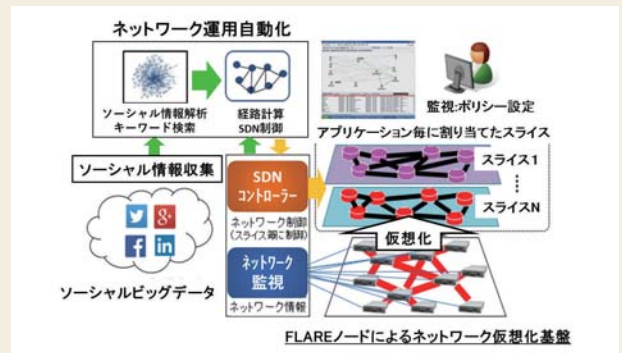 ネットワーク運用自動化
ソーシャル情報解析
キーワード検索
経路計算
SDN制御
監視:ポリシー設定
アプリケーション毎に割り当てたスライス
スライス1
スライスN
ソーシャル情報収集
SDN
コントローラー
ネットワーク制御
(スライス毎に制御)
仮想化
ネットワーク
監視
ネットワーク情報
ソーシャルビッグデータ
FLAREノードによるネットワーク仮想化基盤